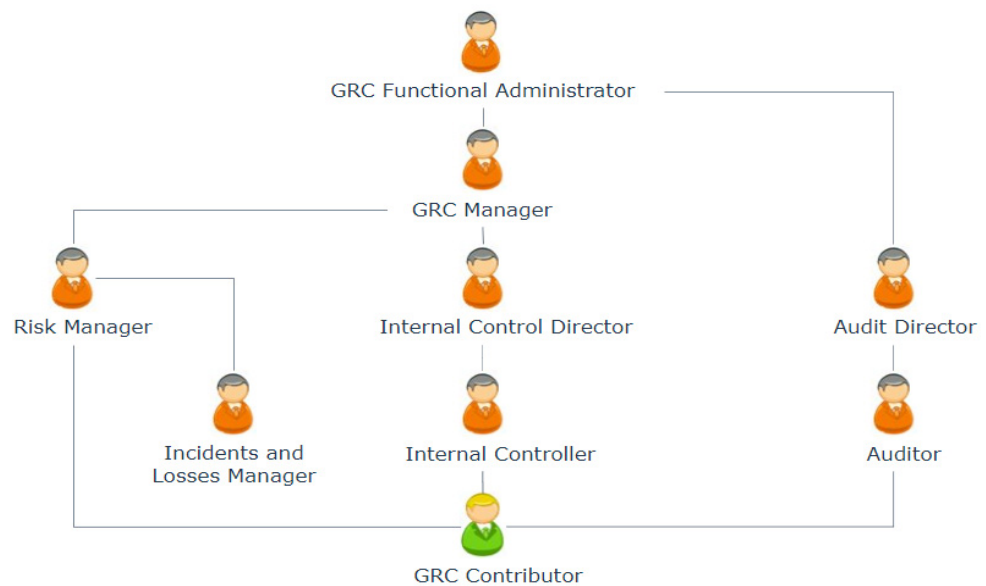 GRC Functional Administrator
GRC Manager
Risk Manager
Internal Control Director
Audit Director
Incidents and
Losses Manager
Internal Controller
Auditor
GRC Contributor